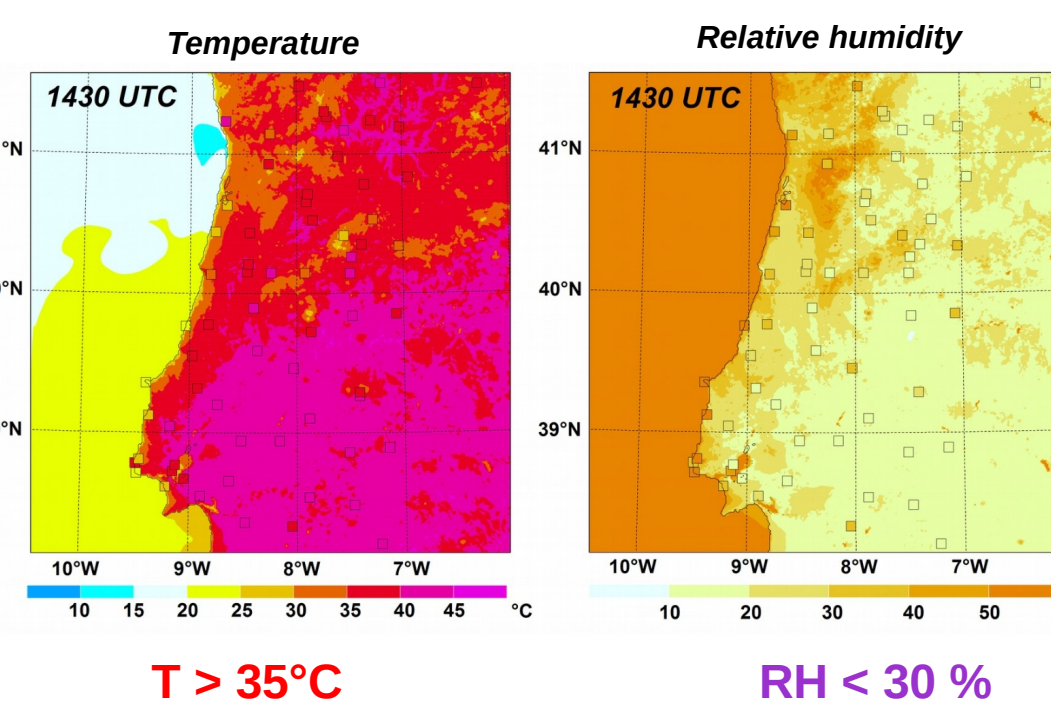 Temperature
Relative humidity
1430 UTC
1430 UTC
°N
41°N
0°N
40°N
°N
39°N
10°W 9°W 8°W 7°W
10°W 9°W 8°W 7°W
10 15 20 25 30 35 40 45 °C
10 20 30 40 50
T > 35°C
RH < 30 %